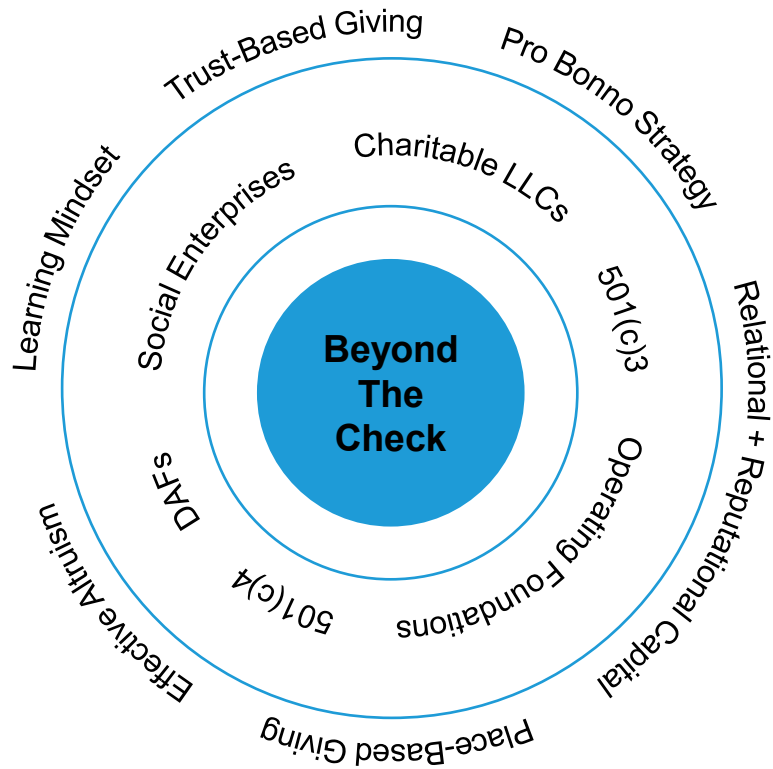 Trust-Based Giving
Pro Bonno Strategy
Relational + Reputational Capital
Place-Based Giving
Effective Altruism
Learning Mindset
Charitable LLCs
501(c)3
Operating Foundations
501(c)4
DAFs
Social Enterprises
Beyond
The
Check